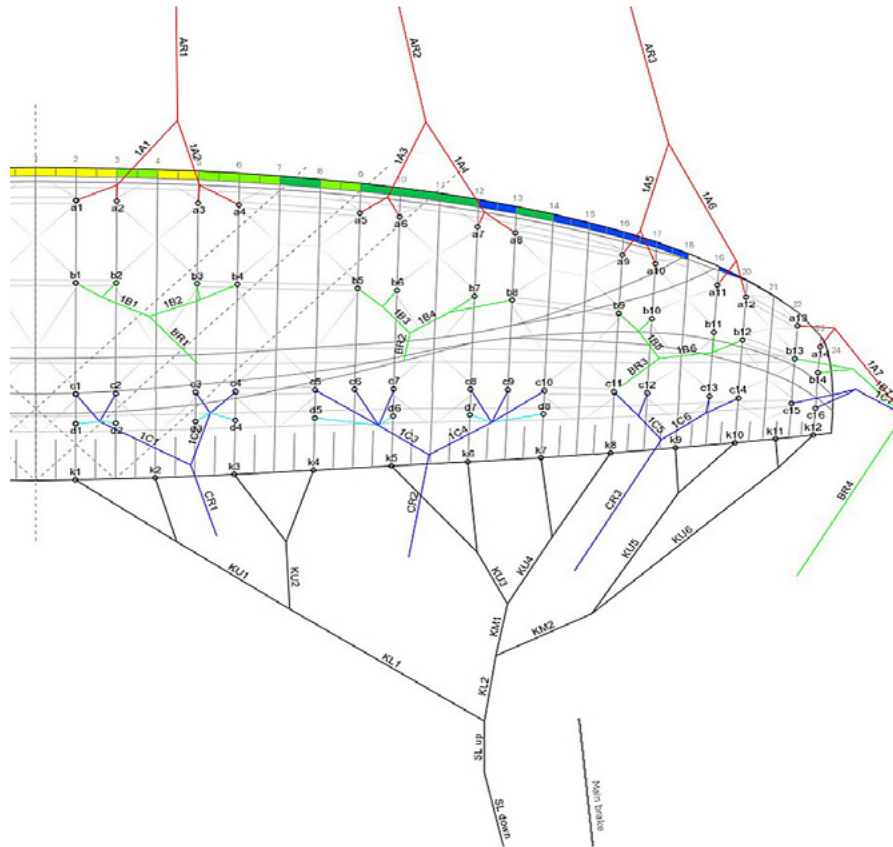 AR1
AR2
AR3
1A1
1A2
1A3
1A4
1A5
1A6
1 2 3 4 5 6 7 8 9 10 11 12 13 14 15 16 17 18 19 20 21 22 23 24
a1 a2 a3 a4 a5 a6 a7 a8 a9 a10 a11 a12 a13 a14
b1 b2 b3 b4 b5 b6 b7 b8 b9 b10 b11 b12 b13 b14
1B1 1B2 1B3 1B4 1B5 1B6 1A7 1B7
BR1 BR2 BR3
c1 c2 c3 c4 c5 c6 c7 c8 c9 c10 c11 c12 c13 c14 c15 c16
d1 d2 d4 d5 d6 d7 d8
1C1 1C2 1C3 1C4 1C5 1C6
k1 k2 k3 k4 k5 k6 k7 k8 k9 k10 k11 k12
CR1 CR2 CR3 BR4
KU1 KU2 KU3 KU4 KU5 KU6
KM1 KM2
KL1 KL2
SL up
SL down
Main brake